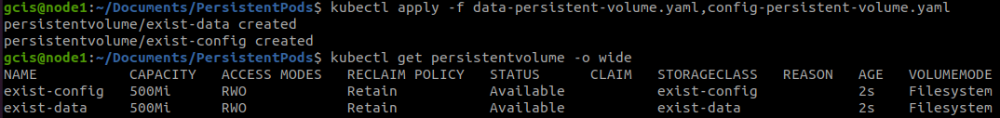 gcis@node1:~/Documents/PersistentPods$ kubectl apply -f data-persistent-volume.yaml,config-persistent-volume.yaml
persistentvolume/exist-data created
persistentvolume/exist-config created
gcis@node1:~/Documents/PersistentPods$ kubectl get persistentvolume -o wide
NAME CAPACITY ACCESS MODES RECLAIM POLICY STATUS CLAIM STORAGECLASS REASON AGE VOLUMEMODE
exist-config 500Mi RWO Retain Available exist-config 2s Filesystem
exist-data 500Mi RWO Retain Available exist-data 2s Filesystem